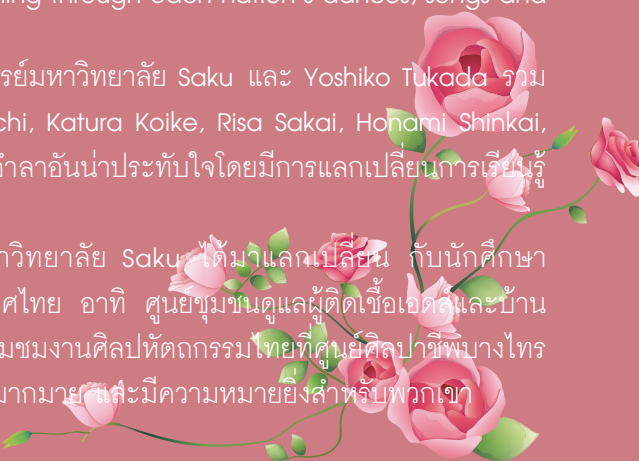 through each nation's dances, songs and
รย์มหาวิทยาลัย Saku และ Yoshiko Tukada รวม
Katura Koike, Risa Sakai, Honami Shinkai,
อันน่าประทับใจโดยมีการแลกเปลี่ยนการเรียนรู้
าวิทยาลัย Saku ได้มาแลกเปลี่ยน กับนักศึกษา
ศไทย อาทิ ศูนย์ชุมชนดูแลผู้ติดเชื้อเอดส์และบ้าน
มชมงานศิลปหัตถกรรมไทยที่ศูนย์ศิลปาชีพบางไทร
มากมาย และมีความหมายยิ่งสำหรับพวกเขา